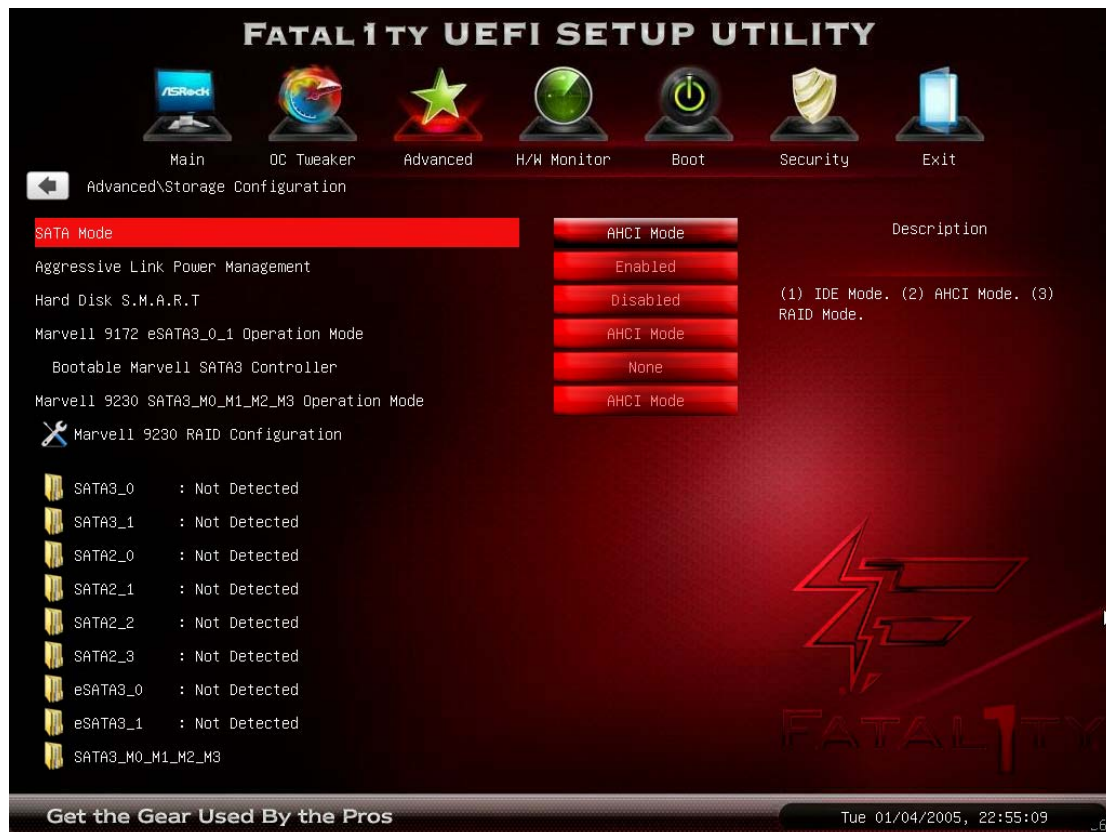 FATAL1TY UEFI SETUP UTILITY
ASRock
Main OC Tweaker Advanced H/W Monitor Boot Security Exit
Advanced\Storage Configuration
SATA Mode AHCI Mode
Aggressive Link Power Management Enabled
Hard Disk S.M.A.R.T Disabled
Marvell 9172 eSATA3_0_1 Operation Mode AHCI Mode
Bootable Marvell SATA3 Controller None
Marvell 9230 SATA3_M0_M1_M2_M3 Operation Mode AHCI Mode
Marvell 9230 RAID Configuration
SATA3_0 : Not Detected
SATA3_1 : Not Detected
SATA2_0 : Not Detected
SATA2_1 : Not Detected
SATA2_2 : Not Detected
SATA2_3 : Not Detected
eSATA3_0 : Not Detected
eSATA3_1 : Not Detected
SATA3_M0_M1_M2_M3
Description
(1) IDE Mode. (2) AHCI Mode. (3)
RAID Mode.
FATAL1TY
Get the Gear Used By the Pros
Tue 01/04/2005, 22:55:09